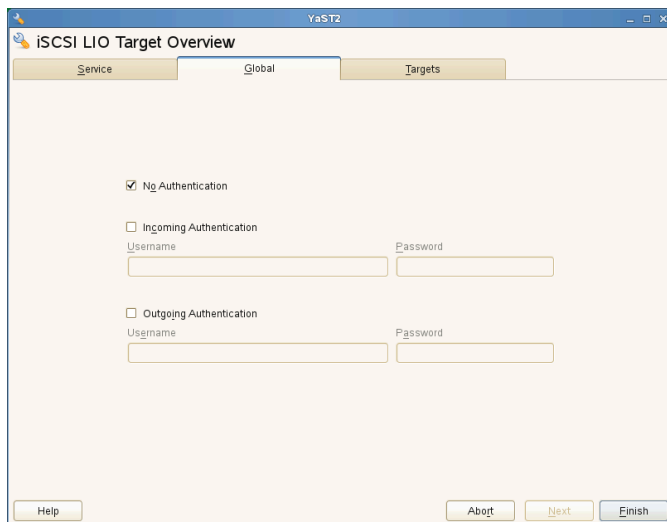 YaST2
iSCSI LIO Target Overview
Service Global Targets
No Authentication
Incoming Authentication
Username Password
Outgoing Authentication
Username Password
Help Abort Next Finish